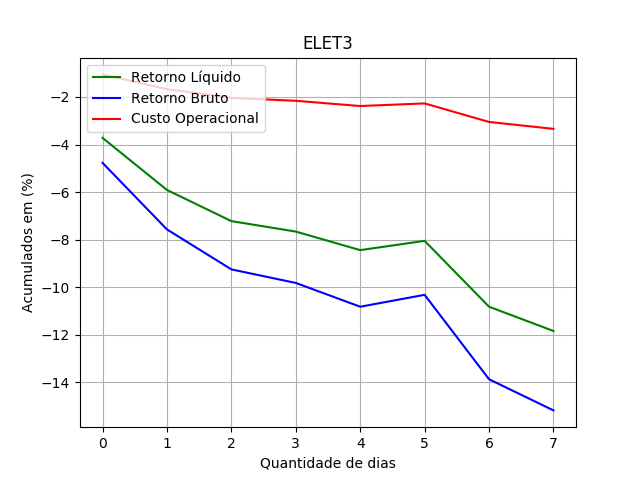 ELET3
Retorno Líquido
Retorno Bruto
Custo Operacional
Acumulados em (%)
−2
−4
−6
−8
−10
−12
−14
0 1 2 3 4 5 6 7
Quantidade de dias